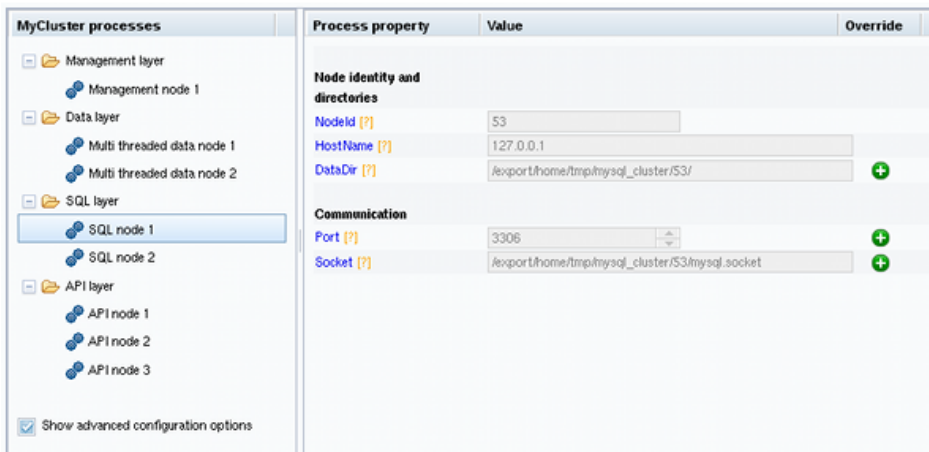 MyCluster processes
Management layer
Management node 1
Data layer
Multi threaded data node 1
Multi threaded data node 2
SQL layer
SQL node 1
SQL node 2
API layer
API node 1
API node 2
API node 3
Show advanced configuration options
Process property Value Override
Node identity and
directories
NodeId [?] 53
HostName [?] 127.0.0.1
DataDir [?] /export/home/tmp/mysql_cluster/53/
Communication
Port [?] 3306
Socket [?] /export/home/tmp/mysql_cluster/53/mysql.socket